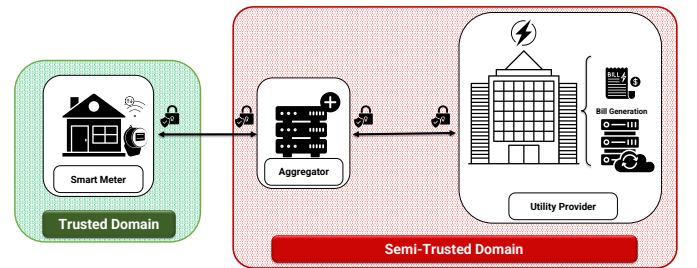 BILL
$
Bill Generation
Smart Meter
Aggregator
Utility Provider
Trusted Domain
Semi-Trusted Domain